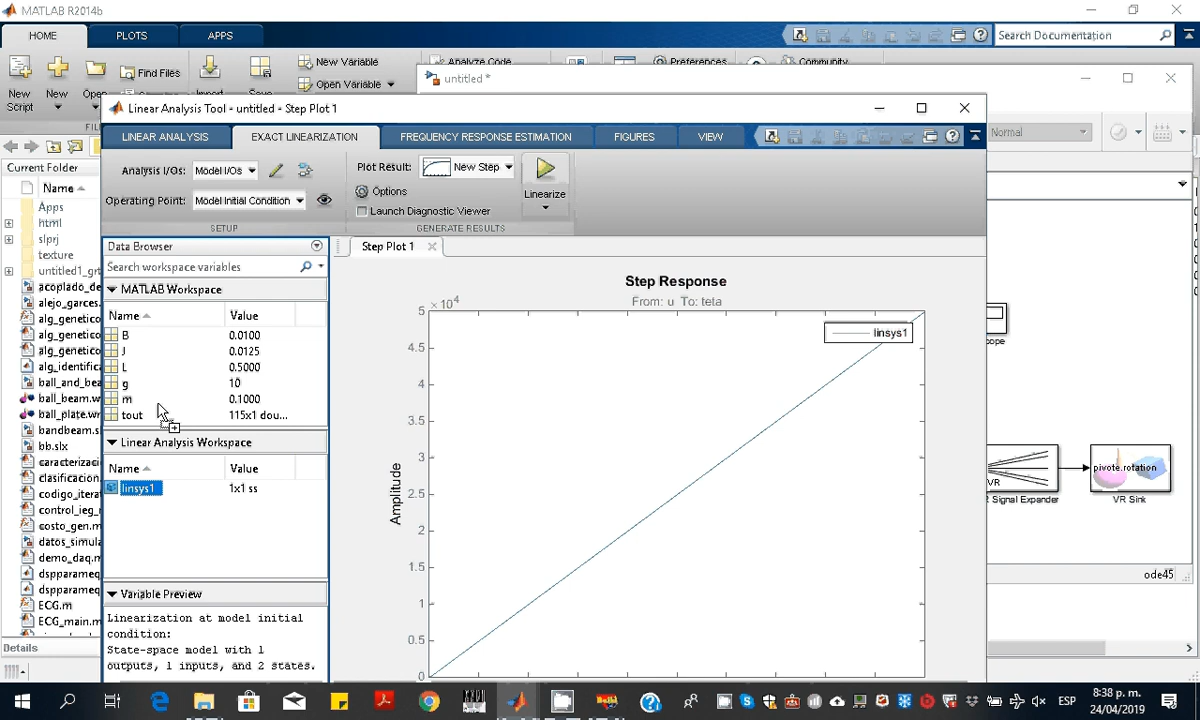 MATLAB R2014b
HOME
PLOTS
APPS
Search Documentation
New
Script
New
Open
Find Files
New Variable
Open Variable
Analyze Code
Preferences
Community
untitled *
Linear Analysis Tool - untitled - Step Plot 1
LINEAR ANALYSIS
EXACT LINEARIZATION
FREQUENCY RESPONSE ESTIMATION
FIGURES
VIEW
Normal
Analysis I/Os:
Model I/Os
Operating Point:
Model Initial Condition
SETUP
Plot Result:
New Step
Options
Launch Diagnostic Viewer
Linearize
GENERATE RESULTS
Current Folder
Name
Apps
html
slprj
texture
untitled1_grt
acoplado_de
alejo_garces.
alg_genetico
alg_genetico
alg_genetico
alg_identifica
ball_and_bea
ball_beam.w
ball_plate.wr
bandbeam.s
bb.slx
caracterizaci
clasificacion.
codigo_itera
control_ieg_
costo_gen.m
datos_simula
demo_daq.m
dspparameq
dspparameq
ECG.m
ECG_main.m
Details
Data Browser
Search workspace variables
MATLAB Workspace
Name Value
B 0.0100
J 0.0125
L 0.5000
g 10
m 0.1000
tout 115x1 dou...
Linear Analysis Workspace
Name Value
linsys1 1x1 ss
Variable Preview
Linearization at model initial
condition:
State-space model with 1
outputs, 1 inputs, and 2 states.
Step Plot 1
Step Response
From: u To: teta
×10⁴
linsys1
5
4.5
4
3.5
3
2.5
2
1.5
1
0.5
0
Amplitude
cope
VR
R Signal Expander
pivote.rotation
VR Sink
ode45
ESP
8:38 p. m.
24/04/2019